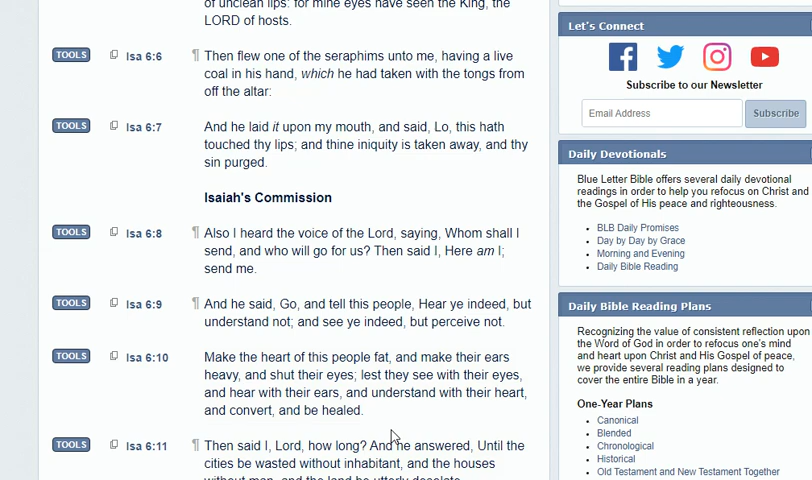 of unclean lips: for mine eyes have seen the King, the
LORD of hosts.
TOOLS Isa 6:6 ¶ Then flew one of the seraphims unto me, having a live
coal in his hand, which he had taken with the tongs from
off the altar:
TOOLS Isa 6:7 And he laid it upon my mouth, and said, Lo, this hath
touched thy lips; and thine iniquity is taken away, and thy
sin purged.
Isaiah's Commission
TOOLS Isa 6:8 ¶ Also I heard the voice of the Lord, saying, Whom shall I
send, and who will go for us? Then said I, Here am I;
send me.
TOOLS Isa 6:9 ¶ And he said, Go, and tell this people, Hear ye indeed, but
understand not; and see ye indeed, but perceive not.
TOOLS Isa 6:10 Make the heart of this people fat, and make their ears
heavy, and shut their eyes; lest they see with their eyes,
and hear with their ears, and understand with their heart,
and convert, and be healed.
TOOLS Isa 6:11 ¶ Then said I, Lord, how long? And he answered, Until the
cities be wasted without inhabitant, and the houses
without man, and the land be utterly desolate,
Let's Connect
Subscribe to our Newsletter
Email Address Subscribe
Daily Devotionals
Blue Letter Bible offers several daily devotional
readings in order to help you refocus on Christ and
the Gospel of His peace and righteousness.
• BLB Daily Promises
• Day by Day by Grace
• Morning and Evening
• Daily Bible Reading
Daily Bible Reading Plans
Recognizing the value of consistent reflection upon
the Word of God in order to refocus one's mind
and heart upon Christ and His Gospel of peace,
we provide several reading plans designed to
cover the entire Bible in a year.
One-Year Plans
• Canonical
• Blended
• Chronological
• Historical
• Old Testament and New Testament Together